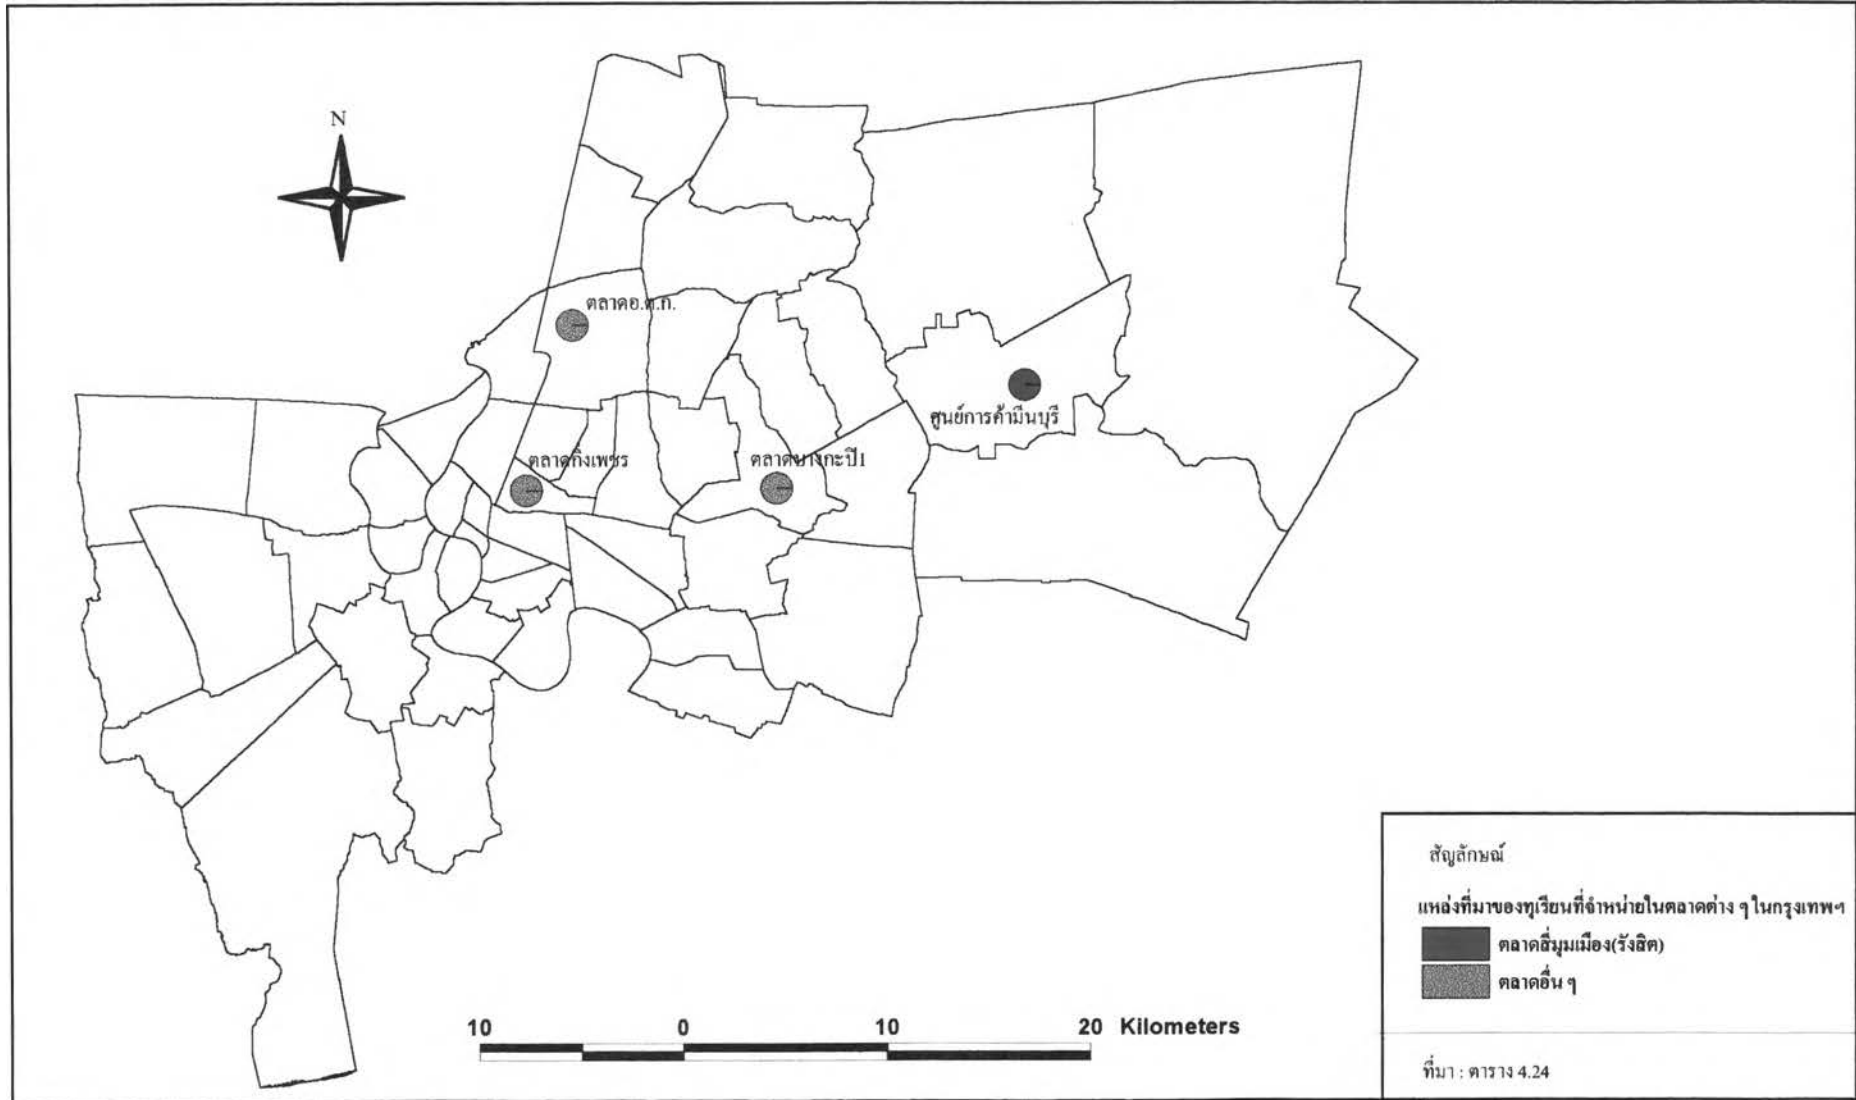 N
ตลาดอ.ต.ก.
ศูนย์การค้ามีนบุรี
ตลาดกิ่งเพชร
ตลาดบางกะปิ1
สัญลักษณ์
แหล่งที่มาของทุเรียนที่จำหน่ายในตลาดต่าง ๆ ในกรุงเทพฯ
ตลาดสี่มุมเมือง(รังสิต)
ตลาดอื่น ๆ
10 0 10 20 Kilometers
ที่มา : ตาราง 4.24